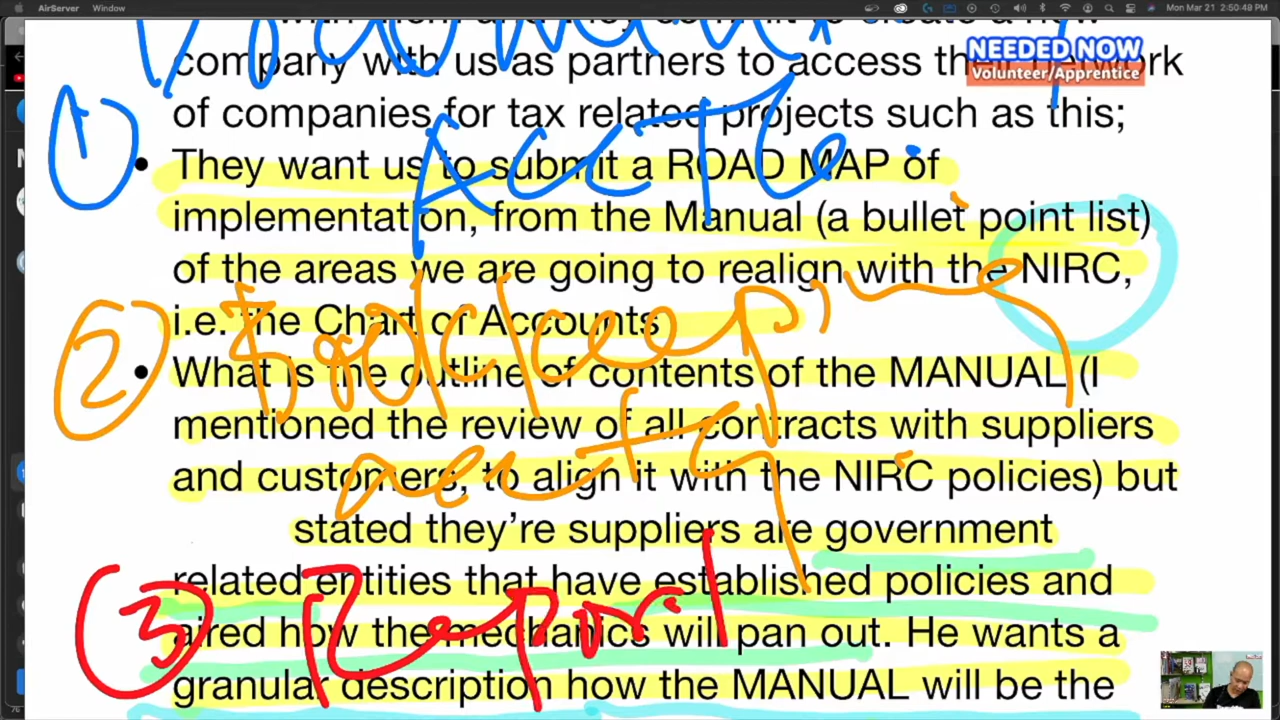 AirServer Window Mon Mar 21 2:50:49 PM
NEEDED NOW
Volunteer/Apprentice
company with us as partners to access their network
of companies for tax related projects such as this;
① AccTg
• They want us to submit a ROAD MAP of
implementation, from the Manual (a bullet point list)
of the areas we are going to realign with the NIRC,
i.e. the Chart of Accounts
② Bookkeeping
• What is the outline of contents of the MANUAL (I
mentioned the review of all contracts with suppliers
and customers, to align it with the NIRC policies) but
stated they're suppliers are government
related entities that have established policies and
③ Report
aired how the mechanics will pan out. He wants a
granular description how the MANUAL will be the